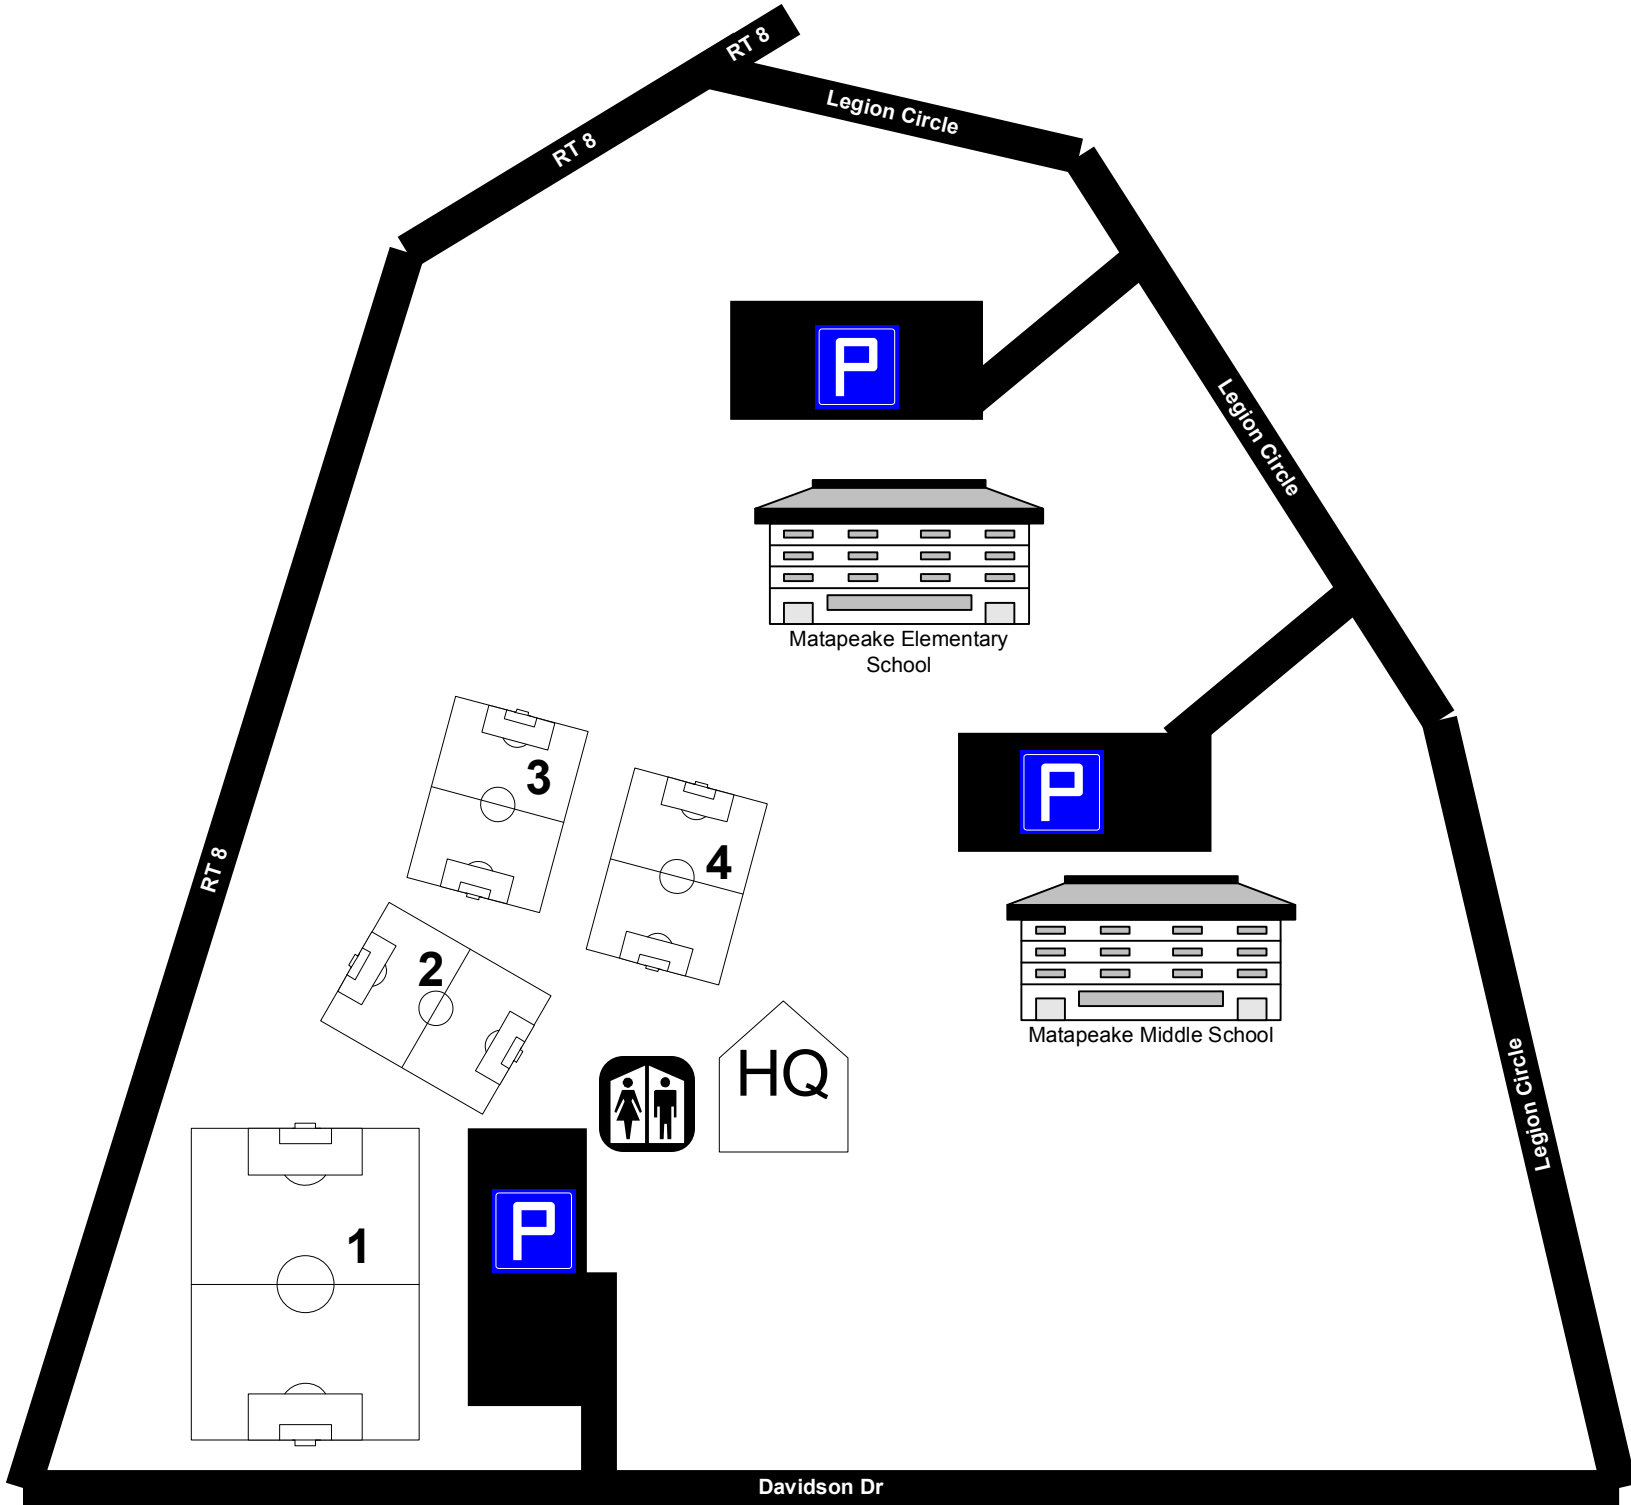 RT 8
Legion Circle
RT 8
P
Legion Circle
Matapeake Elementary
School
3
P
4
RT 8
2
Matapeake Middle School
HQ
Legion Circle
P
1
Davidson Dr